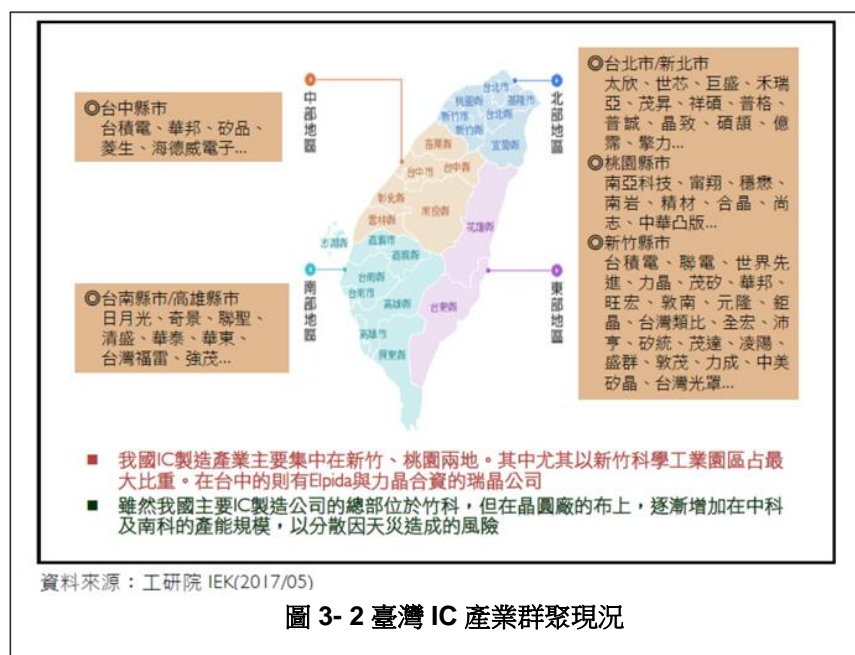 ◎台中縣市
台積電、華邦、矽品、
菱生、海德威電子...
中部地區
北部地區
◎台北市/新北市
太欣、世芯、巨盛、禾瑞
亞、茂昇、祥碩、普格、
普誠、晶致、碩頡、億
霈、擎力...
◎桃園縣市
南亞科技、甯翔、穩懋、
南岩、精材、合晶、尚
志、中華凸版...
◎新竹縣市
台積電、聯電、世界先
進、力晶、茂矽、華邦、
旺宏、敦南、元隆、鉅
晶、台灣類比、全宏、沛
亨、矽統、茂達、凌陽、
盛群、敦茂、力成、中美
矽晶、台灣光罩...
台北市
基隆市
桃園縣
台北縣
新竹市
新竹縣
宜蘭縣
苗栗縣
台中市
台中縣
彰化縣
南投縣
雲林縣
花蓮縣
嘉義市
嘉義縣
台南縣
台南市
高雄縣
台東縣
高雄市
屏東縣
南部地區
東部地區
◎台南縣市/高雄縣市
日月光、奇景、聯聖、
清盛、華泰、華東、
台灣福雷、強茂...
■ 我國IC製造產業主要集中在新竹、桃園兩地。其中尤其以新竹科學工業園區占最
大比重。在台中的則有Elpida與力晶合資的瑞晶公司
■ 雖然我國主要IC製造公司的總部位於竹科，但在晶圓廠的布上，逐漸增加在中科
及南科的產能規模，以分散因天災造成的風險
資料來源：工研院 IEK(2017/05)
圖 3- 2 臺灣 IC 產業群聚現況